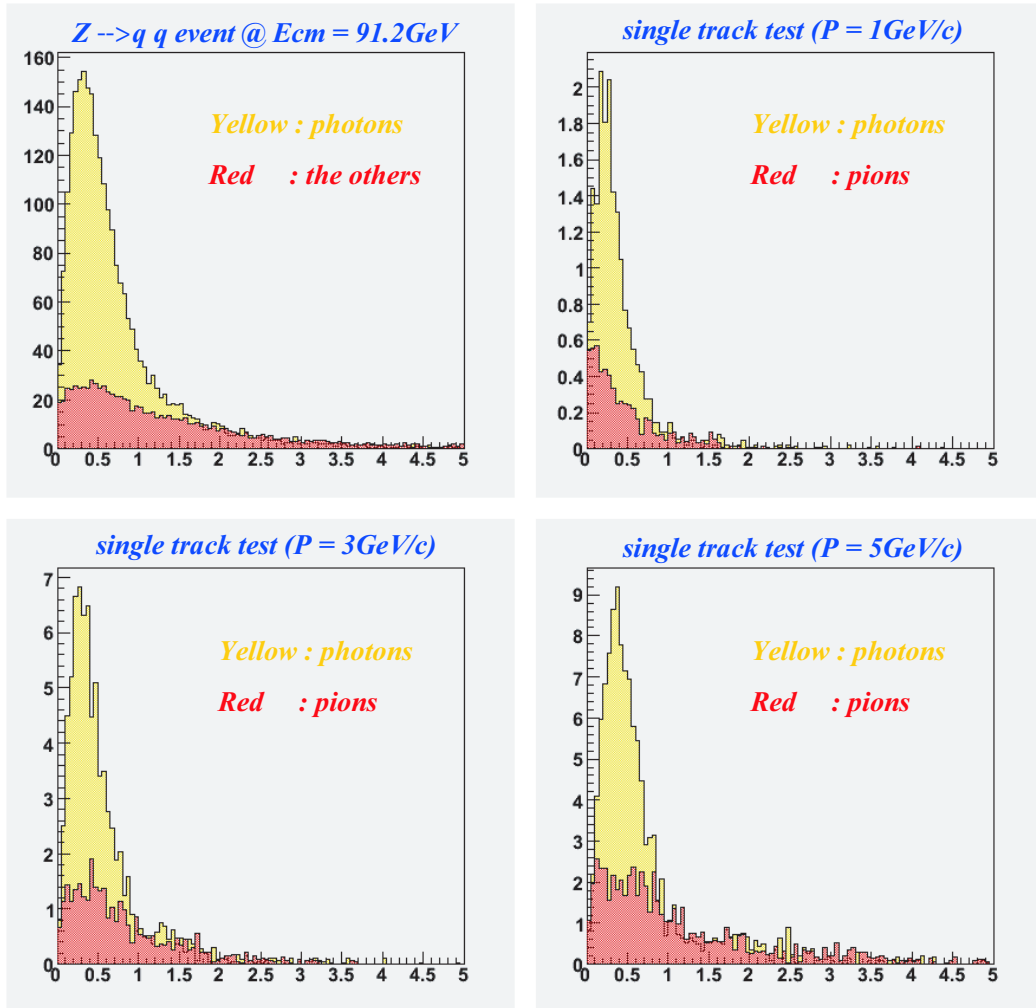 Z -->q q event @ Ecm = 91.2GeV
160
140
120
100
80
60
40
20
0
Yellow : photons
Red : the others
0 0.5 1 1.5 2 2.5 3 3.5 4 4.5 5
single track test (P = 1GeV/c)
2
1.8
1.6
1.4
1.2
1
0.8
0.6
0.4
0.2
0
Yellow : photons
Red : pions
0 0.5 1 1.5 2 2.5 3 3.5 4 4.5 5
single track test (P = 3GeV/c)
7
6
5
4
3
2
1
0
Yellow : photons
Red : pions
0 0.5 1 1.5 2 2.5 3 3.5 4 4.5 5
single track test (P = 5GeV/c)
9
8
7
6
5
4
3
2
1
0
Yellow : photons
Red : pions
0 0.5 1 1.5 2 2.5 3 3.5 4 4.5 5